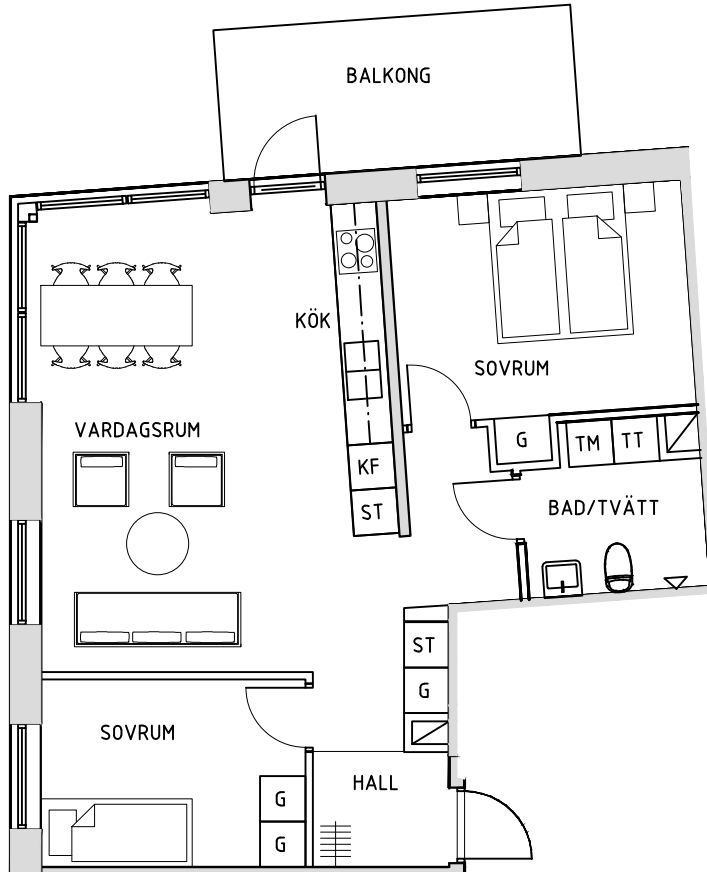 BALKONG
KÖK
SOVRUM
VARDAGSRUM
G
TM
TT
KF
ST
BAD/TVÄTT
ST
G
SOVRUM
HALL
G
G